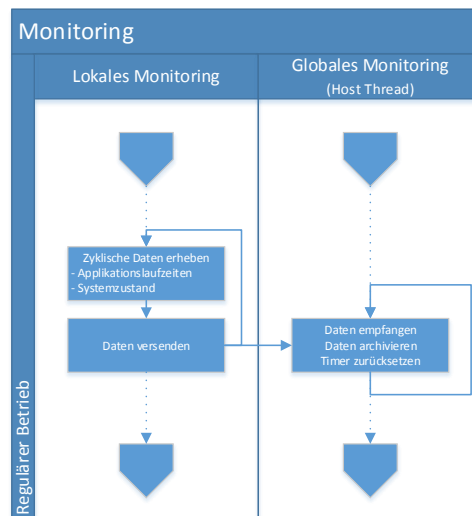 Monitoring
Lokales Monitoring
Globales Monitoring
(Host Thread)
Regulärer Betrieb
Zyklische Daten erheben
- Applikationslaufzeiten
- Systemzustand
Daten versenden
Daten empfangen
Daten archivieren
Timer zurücksetzen